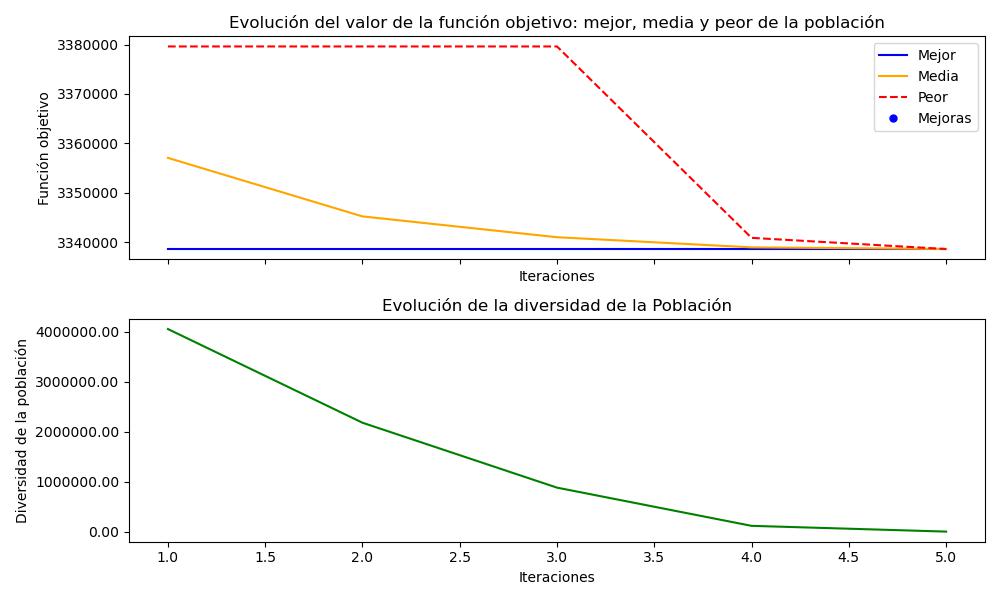 Evolución del valor de la función objetivo: mejor, media y peor de la población
3380000
3370000
3360000
3350000
3340000
Función objetivo
Mejor
Media
Peor
Mejoras
Iteraciones
Evolución de la diversidad de la Población
4000000.00
3000000.00
2000000.00
1000000.00
0.00
Diversidad de la población
1.0 1.5 2.0 2.5 3.0 3.5 4.0 4.5 5.0
Iteraciones